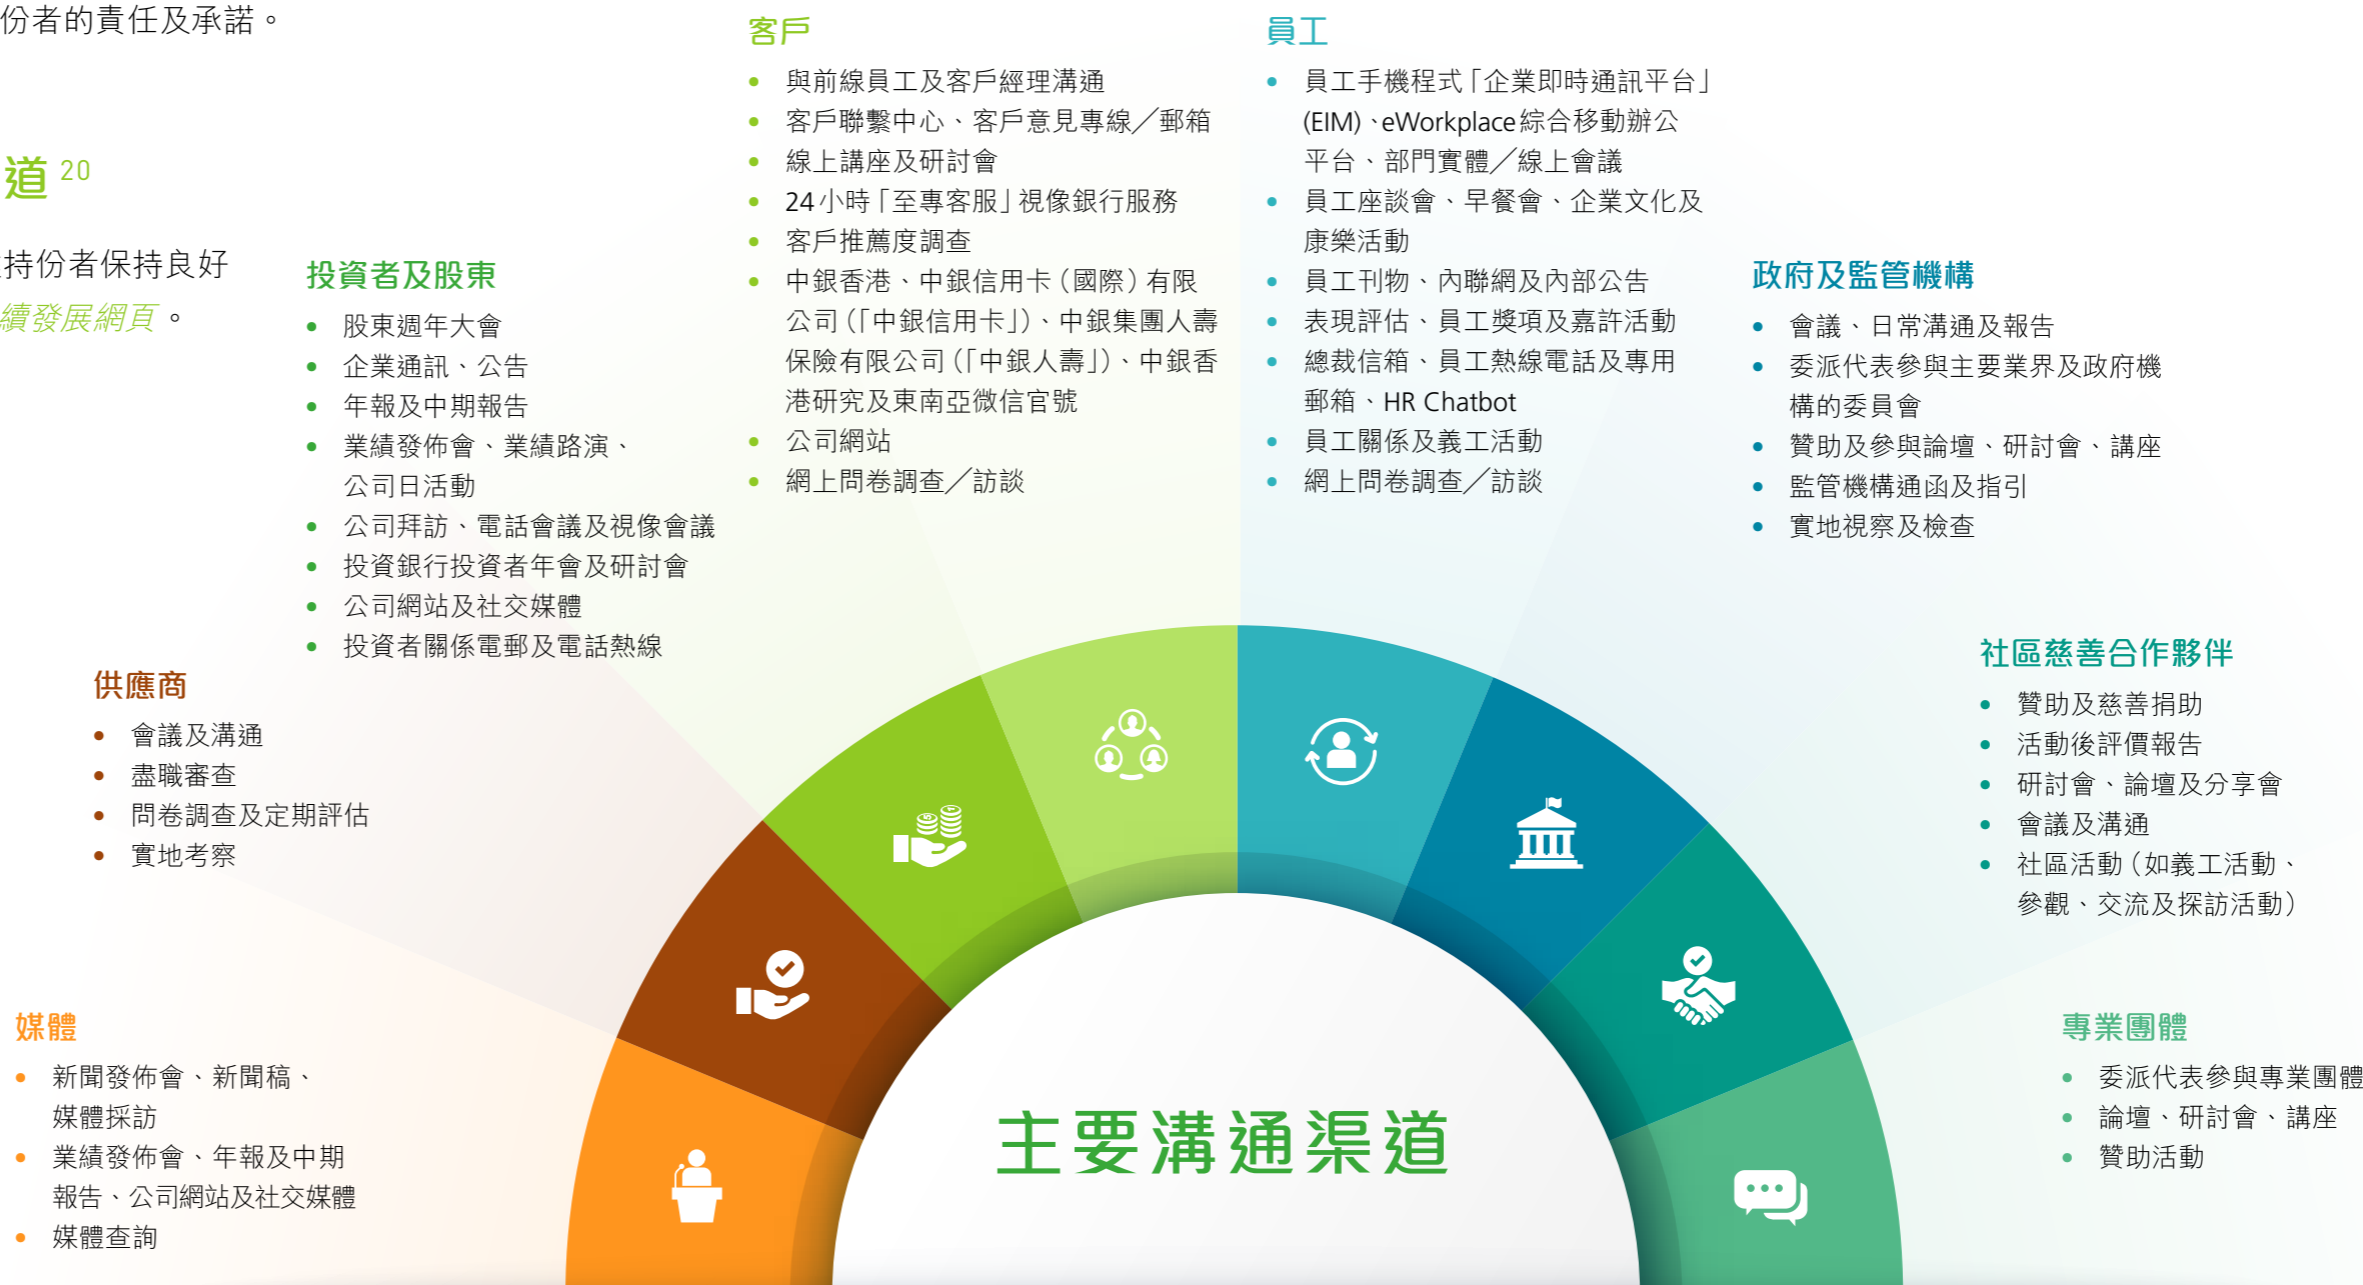 份者的責任及承諾。
道 20
持份者保持良好
續發展網頁。
客戶
• 與前線員工及客戶經理溝通
• 客戶聯繫中心、客戶意見專線／郵箱
• 線上講座及研討會
• 24小時「至專客服」視像銀行服務
• 客戶推薦度調查
• 中銀香港、中銀信用卡（國際）有限
公司（「中銀信用卡」）、中銀集團人壽
保險有限公司（「中銀人壽」）、中銀香
港研究及東南亞微信官號
• 公司網站
• 網上問卷調查／訪談
員工
• 員工手機程式「企業即時通訊平台」
(EIM)、eWorkplace綜合移動辦公
平台、部門實體／線上會議
• 員工座談會、早餐會、企業文化及
康樂活動
• 員工刊物、內聯網及內部公告
• 表現評估、員工獎項及嘉許活動
• 總裁信箱、員工熱線電話及專用
郵箱、HR Chatbot
• 員工關係及義工活動
• 網上問卷調查／訪談
投資者及股東
• 股東週年大會
• 企業通訊、公告
• 年報及中期報告
• 業績發佈會、業績路演、
公司日活動
• 公司拜訪、電話會議及視像會議
• 投資銀行投資者年會及研討會
• 公司網站及社交媒體
• 投資者關係電郵及電話熱線
政府及監管機構
• 會議、日常溝通及報告
• 委派代表參與主要業界及政府機
構的委員會
• 贊助及參與論壇、研討會、講座
• 監管機構通函及指引
• 實地視察及檢查
供應商
• 會議及溝通
• 盡職審查
• 問卷調查及定期評估
• 實地考察
社區慈善合作夥伴
• 贊助及慈善捐助
• 活動後評價報告
• 研討會、論壇及分享會
• 會議及溝通
• 社區活動（如義工活動、
參觀、交流及探訪活動）
媒體
• 新聞發佈會、新聞稿、
媒體採訪
• 業績發佈會、年報及中期
報告、公司網站及社交媒體
• 媒體查詢
專業團體
• 委派代表參與專業團體
• 論壇、研討會、講座
• 贊助活動
主要溝通渠道